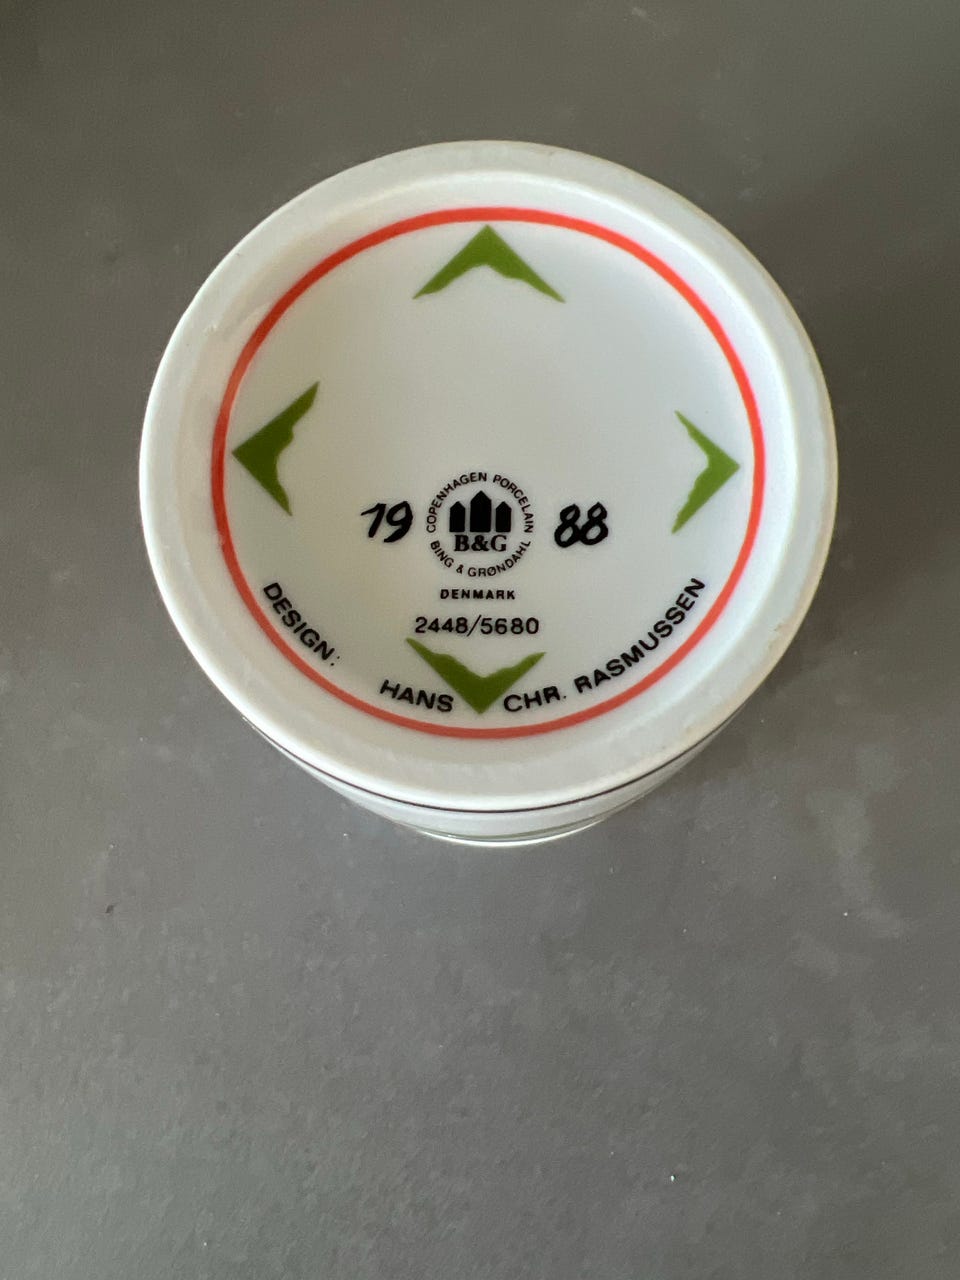 COPENHAGEN PORCELAIN
19 88
B&G
BING & GRØNDAHL
DENMARK
2448/5680
DESIGN: HANS CHR. RASMUSSEN